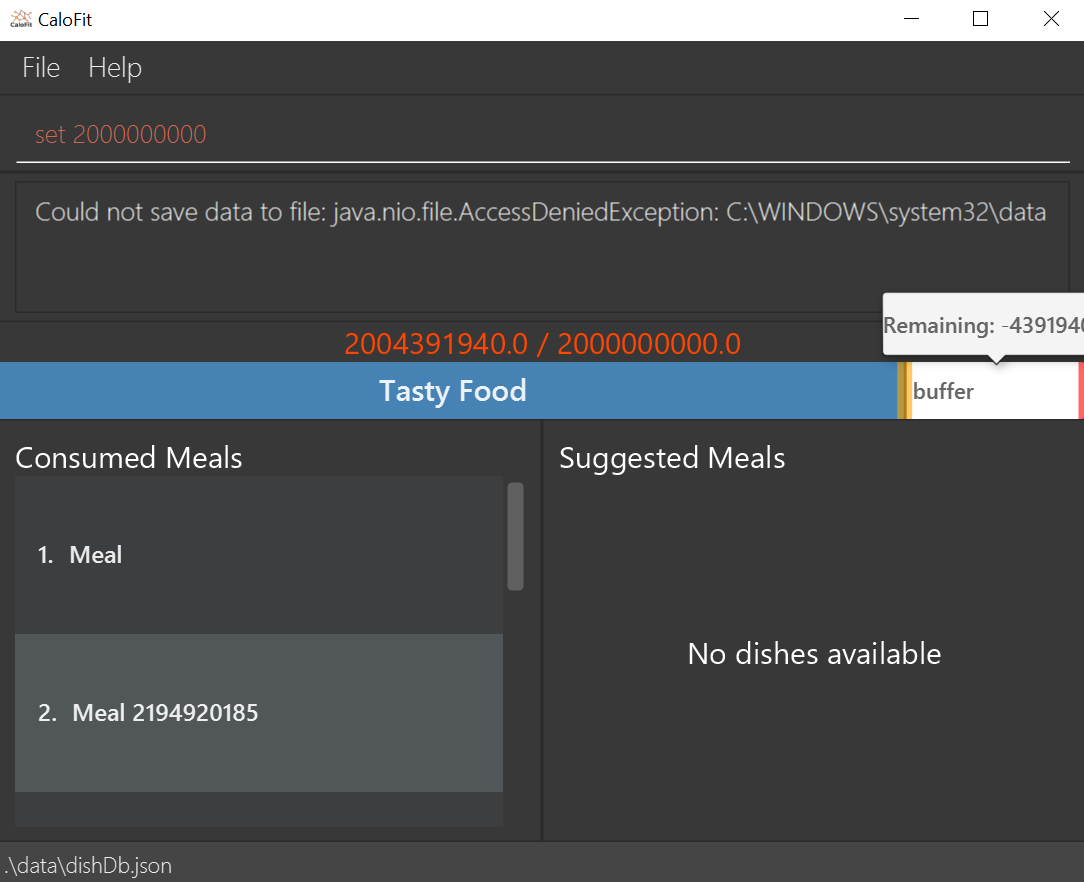 CaloFit CaloFit
File Help
set 2000000000
Could not save data to file: java.nio.file.AccessDeniedException: C:\WINDOWS\system32\data
Remaining: -439194
2004391940.0 / 2000000000.0
Tasty Food
buffer
Consumed Meals
Suggested Meals
1. Meal
2. Meal 2194920185
No dishes available
.\data\dishDb.json